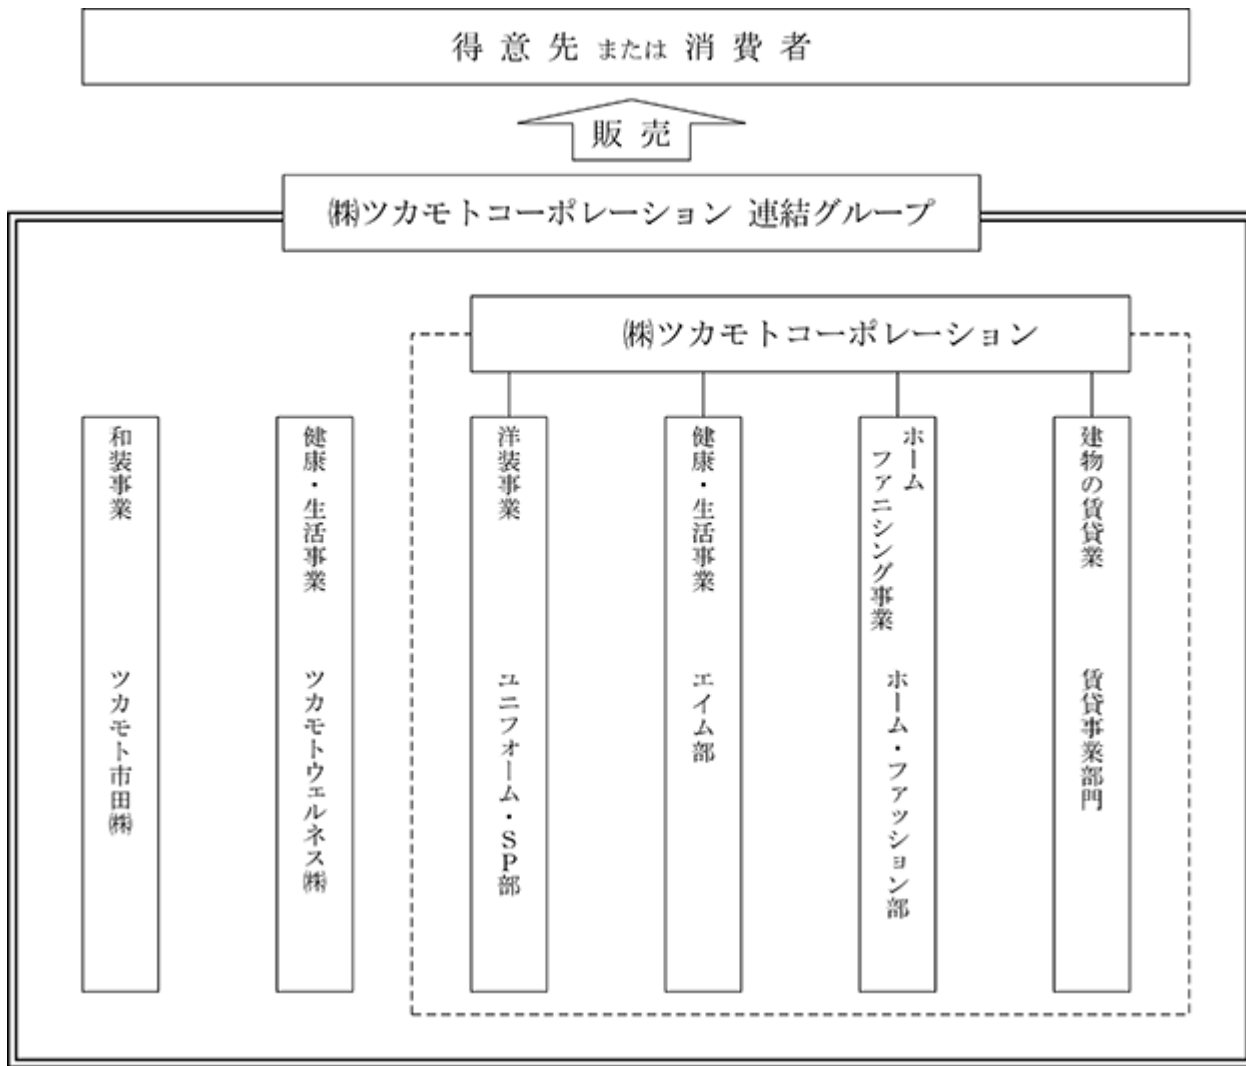 得意先または消費者
販売
㈱ツカモトコーポレーション 連結グループ
㈱ツカモトコーポレーション
和装事業
ツカモト市田㈱
健康・生活事業
ツカモトウェルネス㈱
洋装事業
ユニフォーム・SP部
健康・生活事業
エイム部
ホーム
ファニシング事業
ホーム・ファッション部
建物の賃貸業
賃貸事業部門